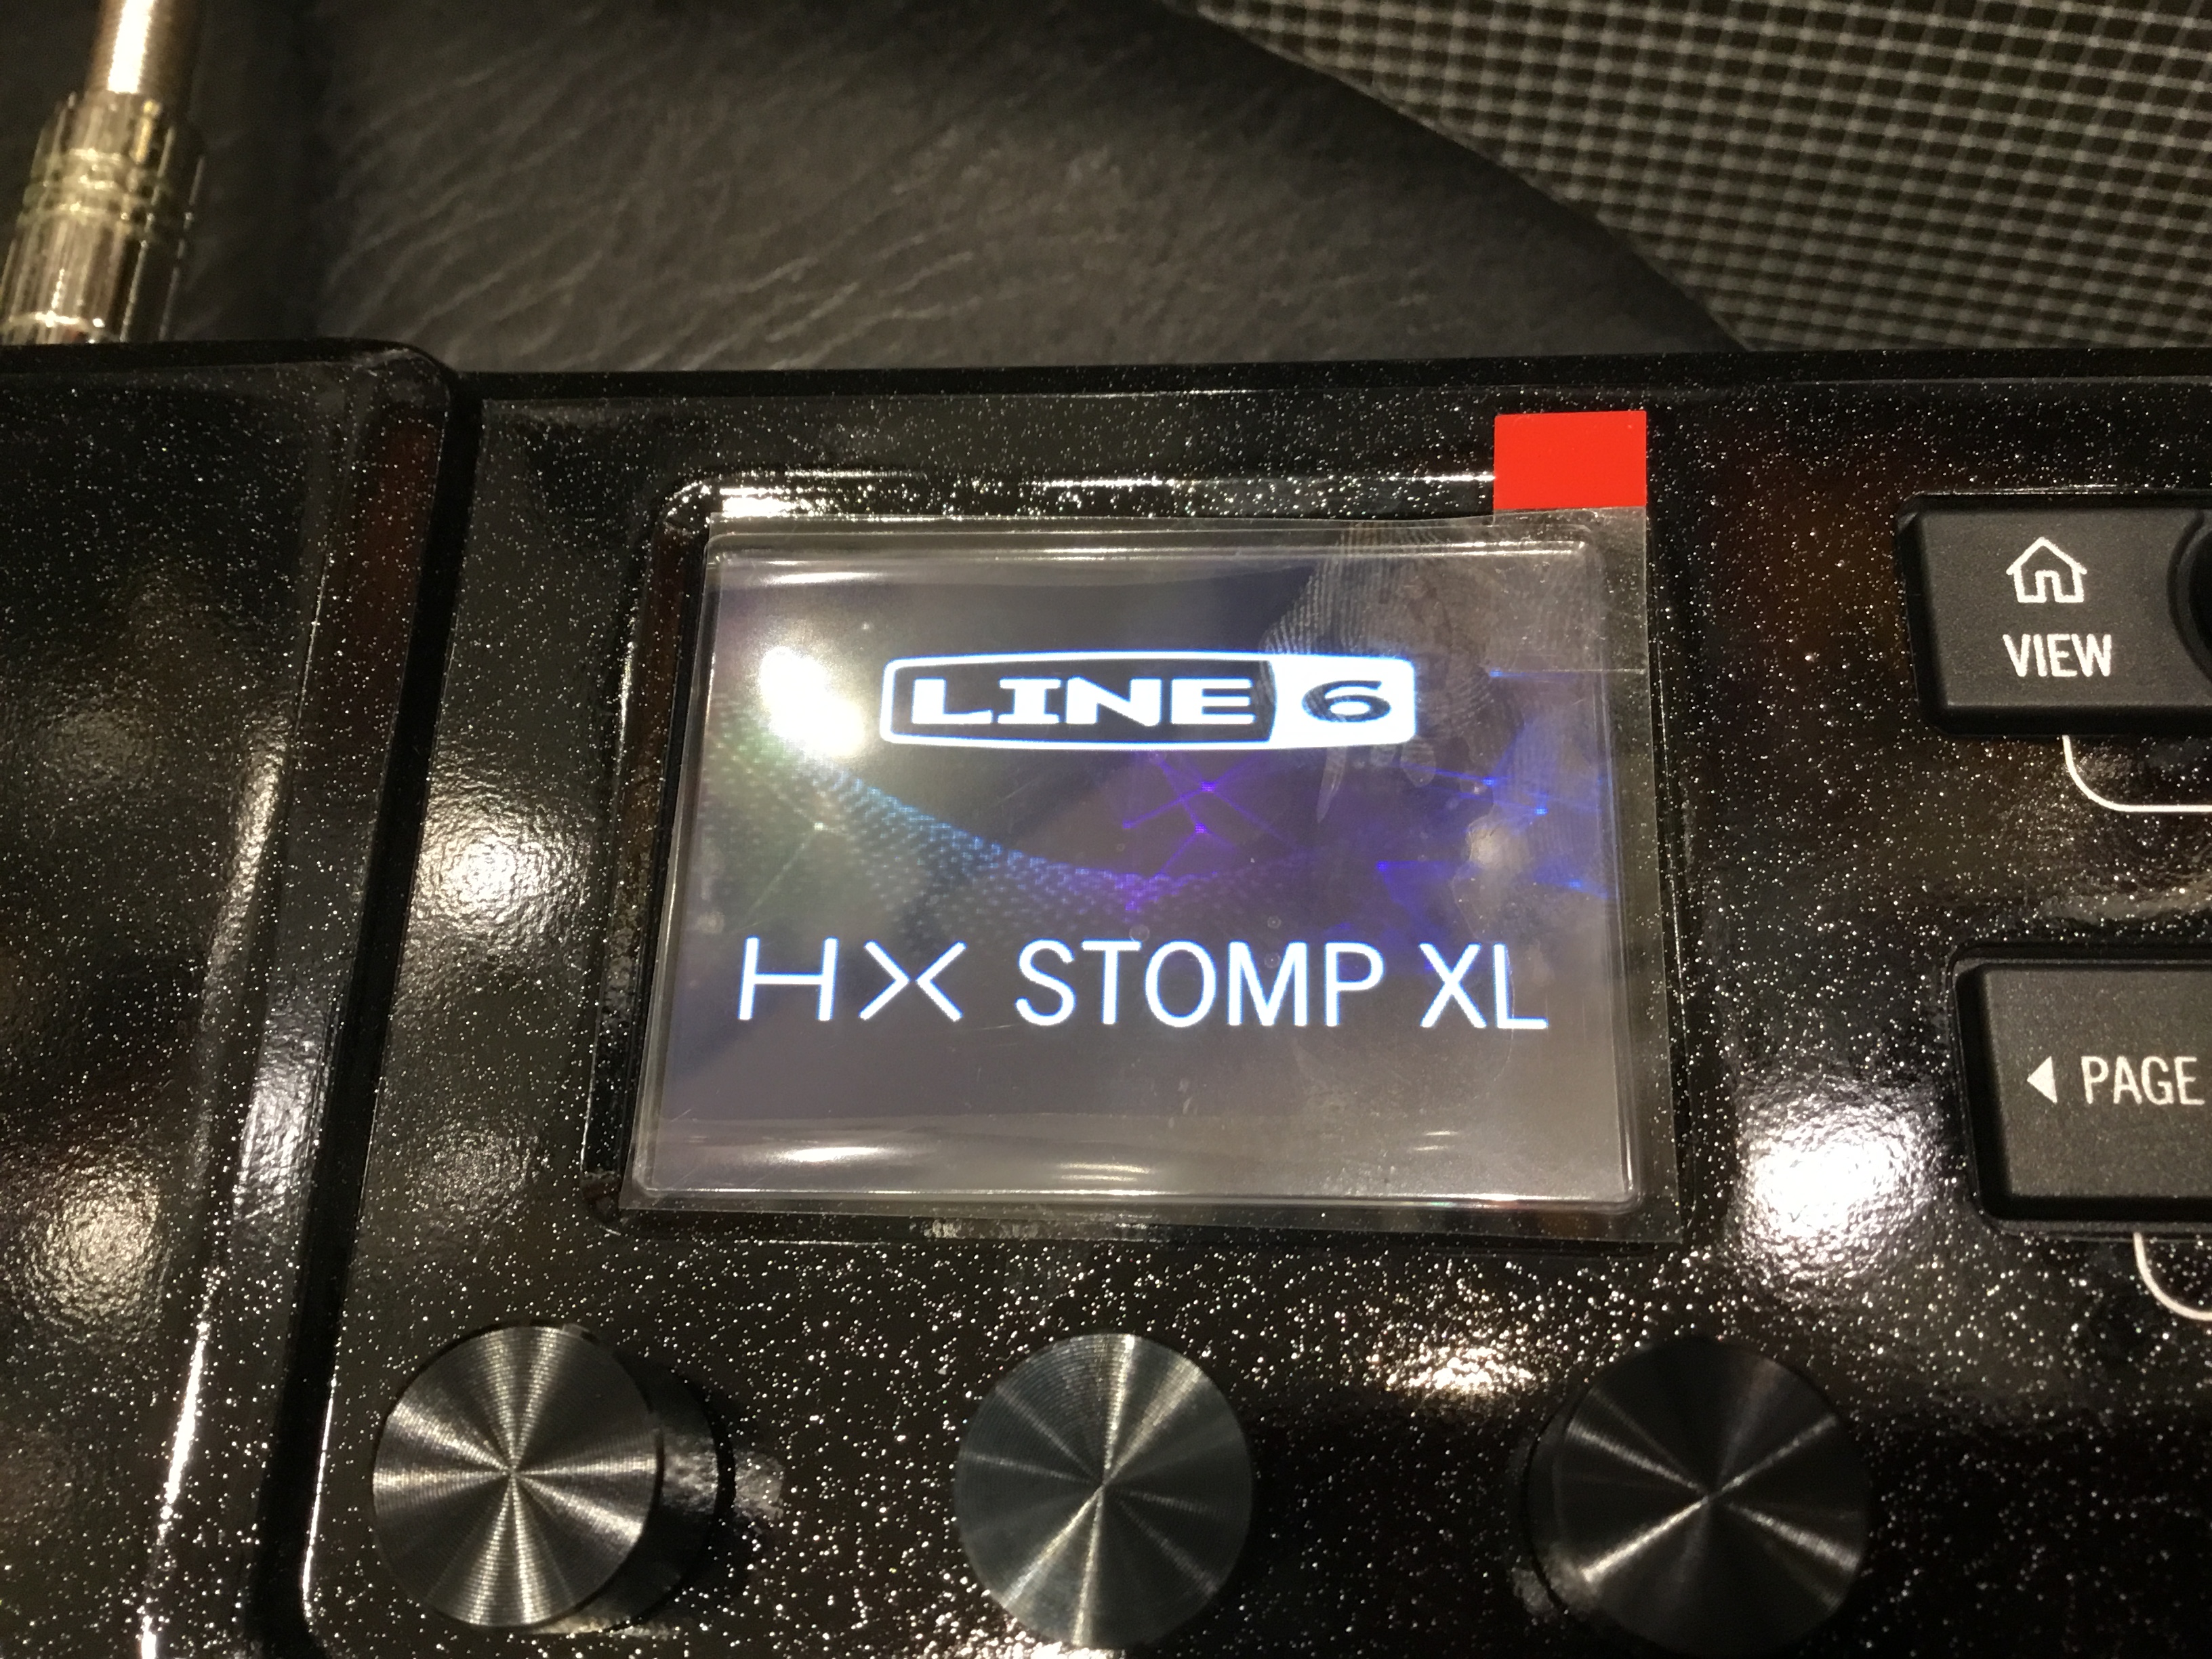 LINE 6
HX STOMP XL
VIEW
◀ PAGE